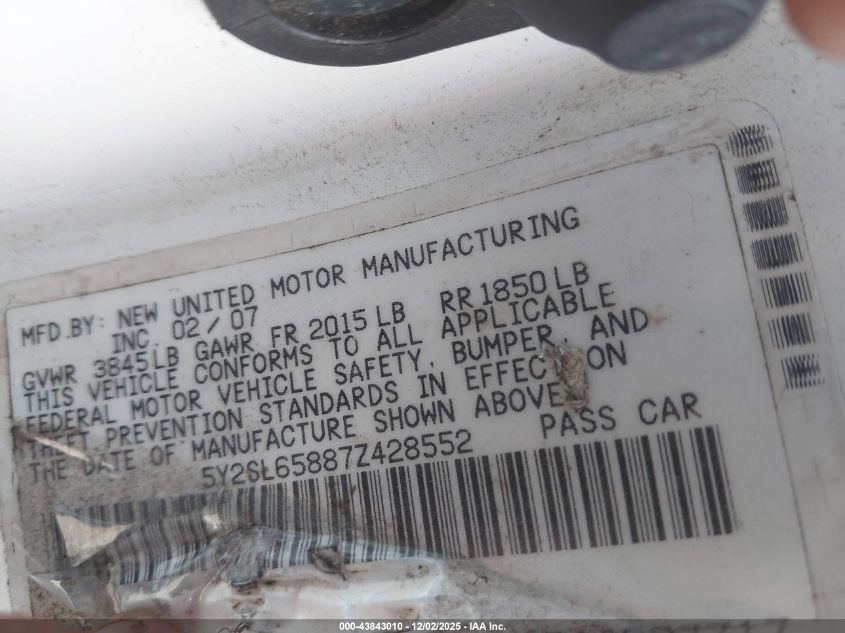 MFD.BY: NEW UNITED MOTOR MANUFACTURING
INC. 02/07
GVWR 3845LB GAWR FR 2015LB RR1850LB
THIS VEHICLE CONFORMS TO ALL APPLICABLE
FEDERAL MOTOR VEHICLE SAFETY, BUMPER, AND
THEFT PREVENTION STANDARDS IN EFFECT ON
THE DATE OF MANUFACTURE SHOWN ABOVE.
5Y2SL65887Z428552 PASS CAR
000-43843010 - 12/02/2025 - IAA Inc.